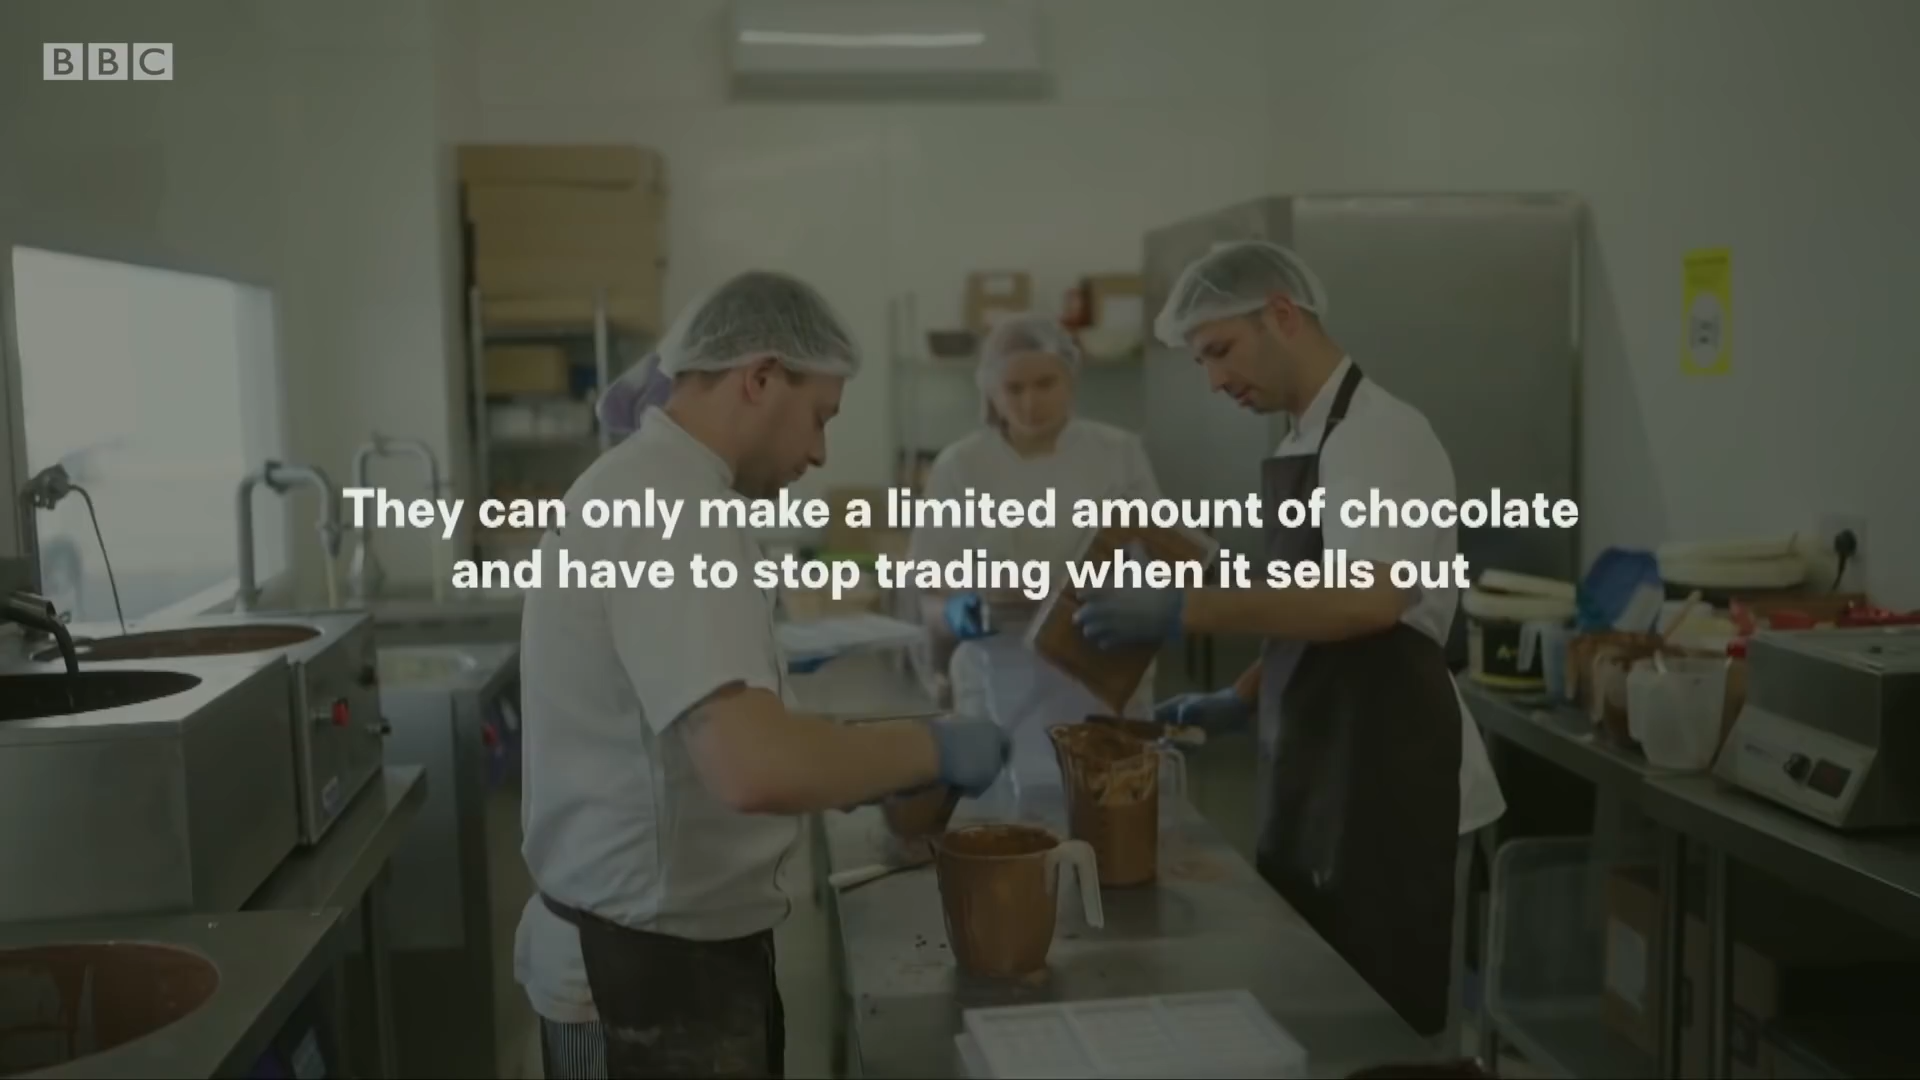 BBC
They can only make a limited amount of chocolate
and have to stop trading when it sells out